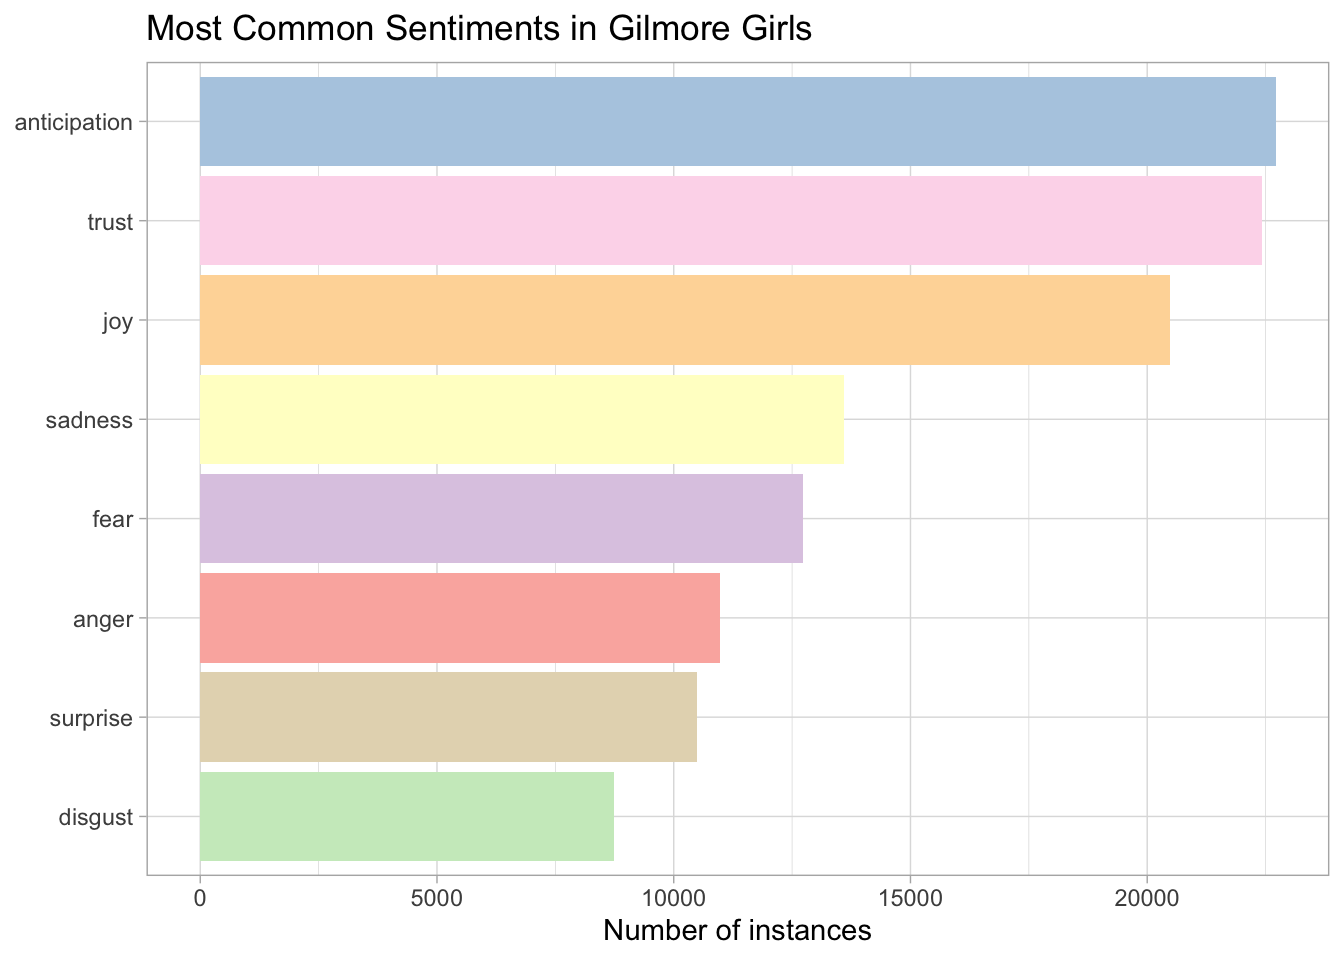 Most Common Sentiments in Gilmore Girls
anticipation
trust
joy
sadness
fear
anger
surprise
disgust
0 5000 10000 15000 20000
Number of instances